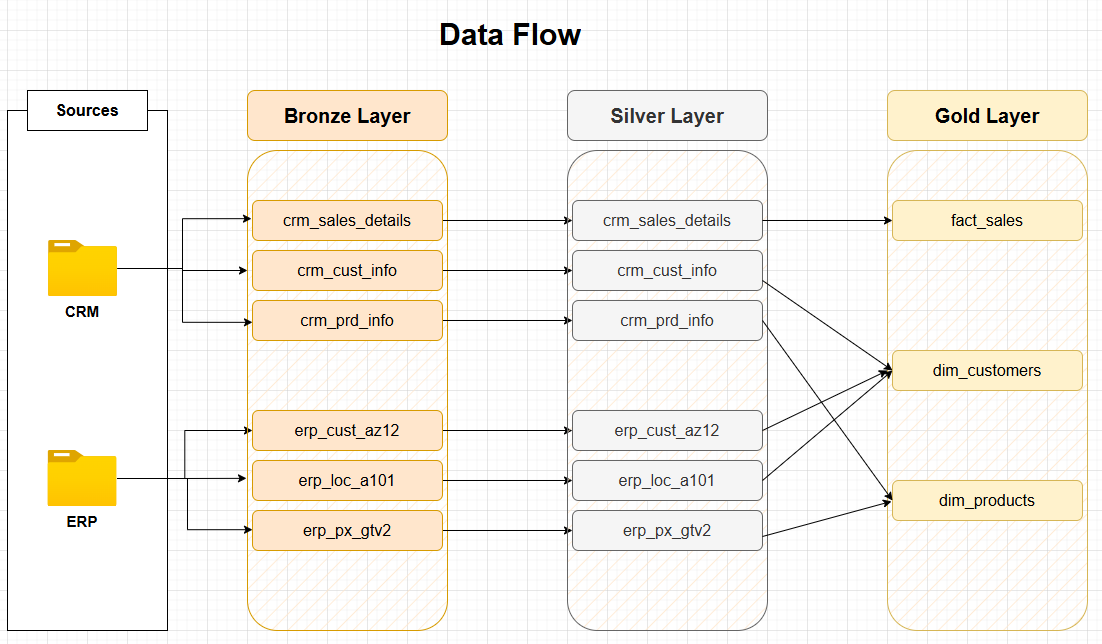 Data Flow
Sources
Bronze Layer
Silver Layer
Gold Layer
crm_sales_details
crm_sales_details
fact_sales
crm_cust_info
crm_cust_info
CRM
crm_prd_info
crm_prd_info
dim_customers
erp_cust_az12
erp_cust_az12
erp_loc_a101
erp_loc_a101
dim_products
ERP
erp_px_gtv2
erp_px_gtv2